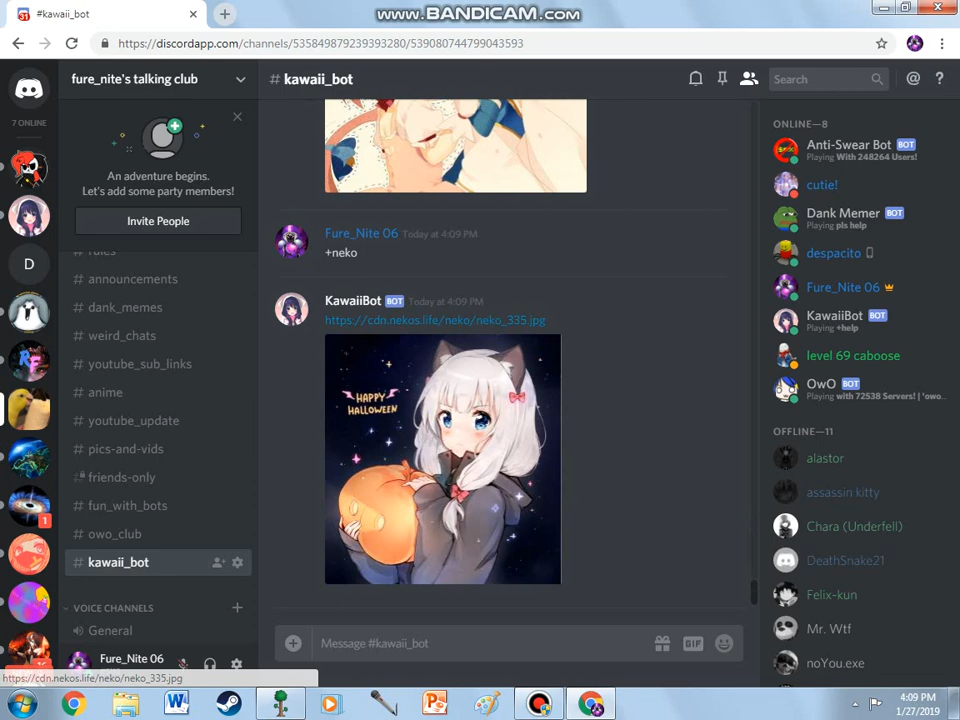 #kawaii_bot
www.BANDICAM.com
https://discordapp.com/channels/535849879239393280/539080744799043593
7 ONLINE
D
1
fure_nite's talking club
An adventure begins.
Let's add some party members!
Invite People
# rules
# announcements
# dank_memes
# weird_chats
# youtube_sub_links
# anime
# youtube_update
# pics-and-vids
friends-only
# fun_with_bots
# owo_club
# kawaii_bot
VOICE CHANNELS
General
Fure_Nite 06
https://cdn.nekos.life/neko/neko_335.jpg
# kawaii_bot
Search
Fure_Nite 06 Today at 4:09 PM
+neko
KawaiiBot BOT Today at 4:09 PM
https://cdn.nekos.life/neko/neko_335.jpg
HAPPY
HALLOWEEN
Message #kawaii_bot
GIF
ONLINE—8
Anti-Swear Bot BOT
Playing With 248264 Users!
cutie!
Dank Memer BOT
Playing pls help
despacito
Fure_Nite 06
KawaiiBot BOT
Playing +help
level 69 caboose
OwO BOT
Playing with 72538 Servers! | 'owo...
OFFLINE—11
alastor
assassin kitty
Chara (Underfell)
DeathSnake21
Felix-kun
Mr. Wtf
noYou.exe
4:09 PM
1/27/2019